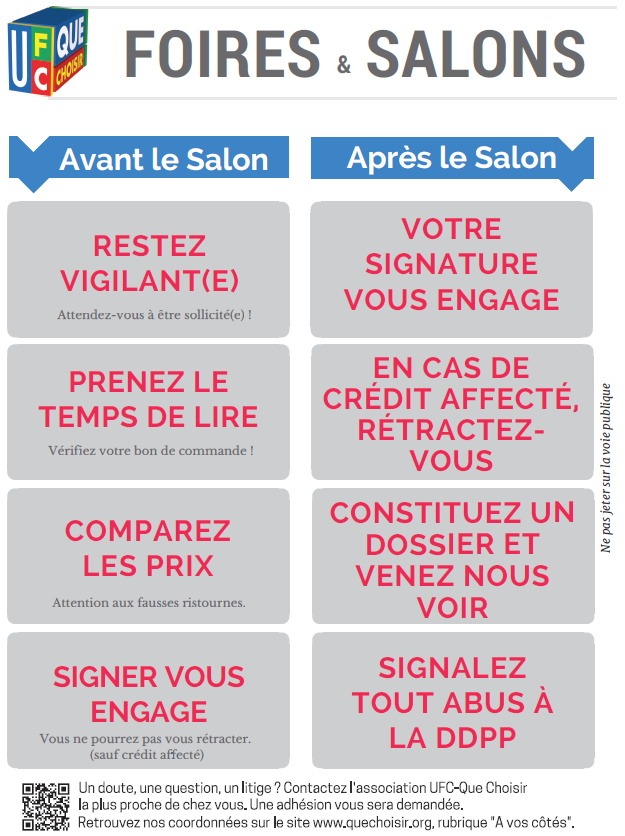 UFC QUE CHOISIR
FOIRES & SALONS
Avant le Salon
RESTEZ
VIGILANT(E)
Attendez-vous à être sollicité(e) !
PRENEZ LE
TEMPS DE LIRE
Vérifiez votre bon de commande !
COMPAREZ
LES PRIX
Attention aux fausses ristournes.
SIGNER VOUS
ENGAGE
Vous ne pourrez pas vous rétracter.
(sauf crédit affecté)
Après le Salon
VOTRE
SIGNATURE
VOUS ENGAGE
EN CAS DE
CRÉDIT AFFECTÉ,
RÉTRACTEZ-
VOUS
CONSTITUEZ UN
DOSSIER ET
VENEZ NOUS
VOIR
SIGNALEZ
TOUT ABUS À
LA DDPP
Ne pas jeter sur la voie publique
Un doute, une question, un litige ? Contactez l'association UFC-Que Choisir
la plus proche de chez vous. Une adhésion vous sera demandée.
Retrouvez nos coordonnées sur le site www.quechoisir.org, rubrique "A vos côtés".